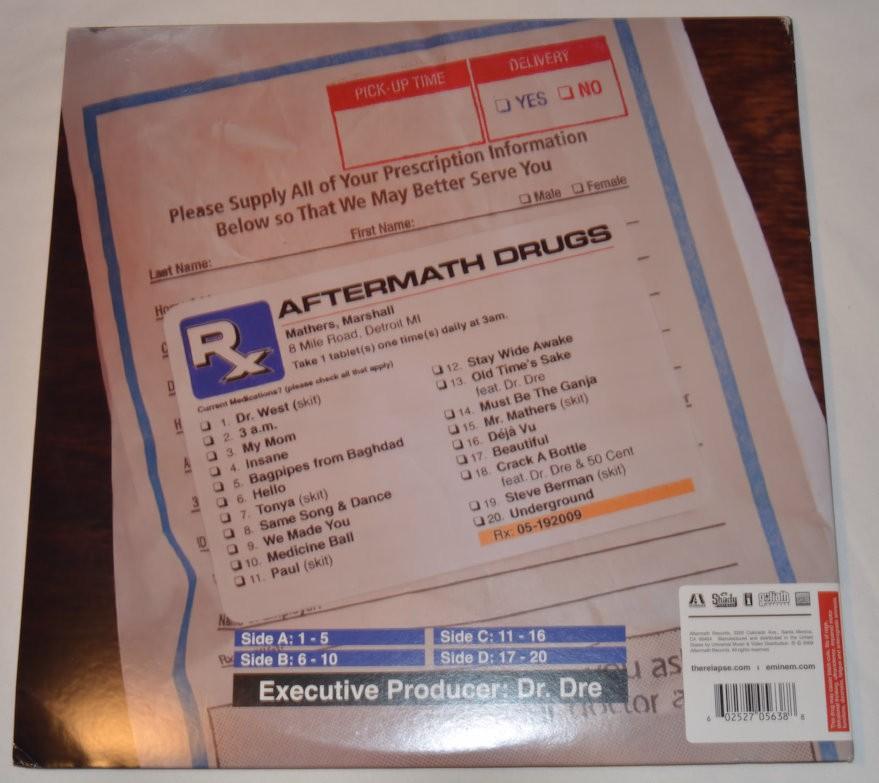 PICK-UP TIME
DELIVERY
YES NO
Please Supply All of Your Prescription Information
Below so That We May Better Serve You
Male Female
Last Name: First Name:
AFTERMATH DRUGS
Rx
Mathers, Marshall
8 Mile Road, Detroit MI
Take 1 tablet(s) one time(s) daily at 3am.
Current Medications? (please check all that apply)
1. Dr. West (skit)
2. 3 a.m.
3. My Mom
4. Insane
5. Bagpipes from Baghdad
6. Hello
7. Tonya (skit)
8. Same Song & Dance
9. We Made You
10. Medicine Ball
11. Paul (skit)
12. Stay Wide Awake
13. Old Time's Sake
feat. Dr. Dre
14. Must Be The Ganja
15. Mr. Mathers (skit)
16. Déjà Vu
17. Beautiful
18. Crack A Bottle
feat. Dr. Dre & 50 Cent
19. Steve Berman (skit)
20. Underground
Rx: 05-192009
Side A: 1 - 5
Side B: 6 - 10
Side C: 11 - 16
Side D: 17 - 20
Executive Producer: Dr. Dre
Shady
goliath
therelapse.com | eminem.com
6 02527 05638 8